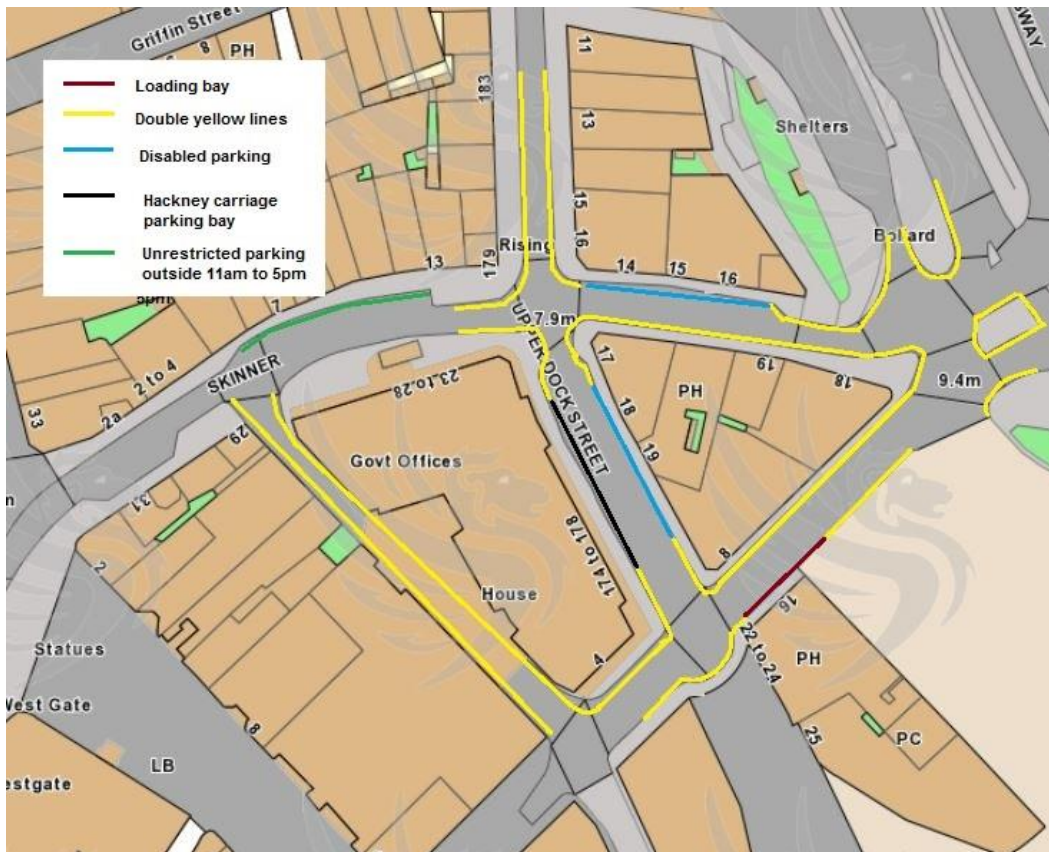 Griffin Street
8
PH
183
11
13
SWAY
Shelters
Loading bay
Double yellow lines
Disabled parking
Hackney carriage
parking bay
Unrestricted parking
outside 11am to 5pm
5pm
15
16
Rising
179
13
14
15
16
Bollard
7
7.9m
UPPER DOCK STREET
SKINNER
2 to 4
2a
33
23 to 28
17
18
19
PH
19
18
9.4m
29
Govt Offices
31
174 to 178
8
2
House
16
22 to 24
PH
Statues
4
West Gate
8
25
PC
LB
estgate
n